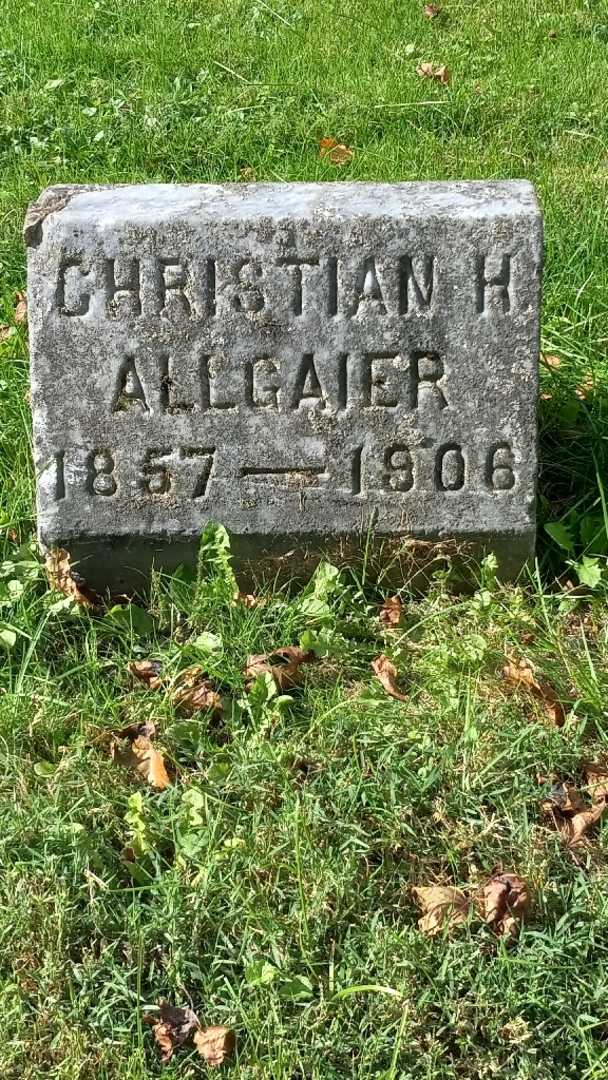 CHRISTIAN H.
ALLGAIER
1857—1906